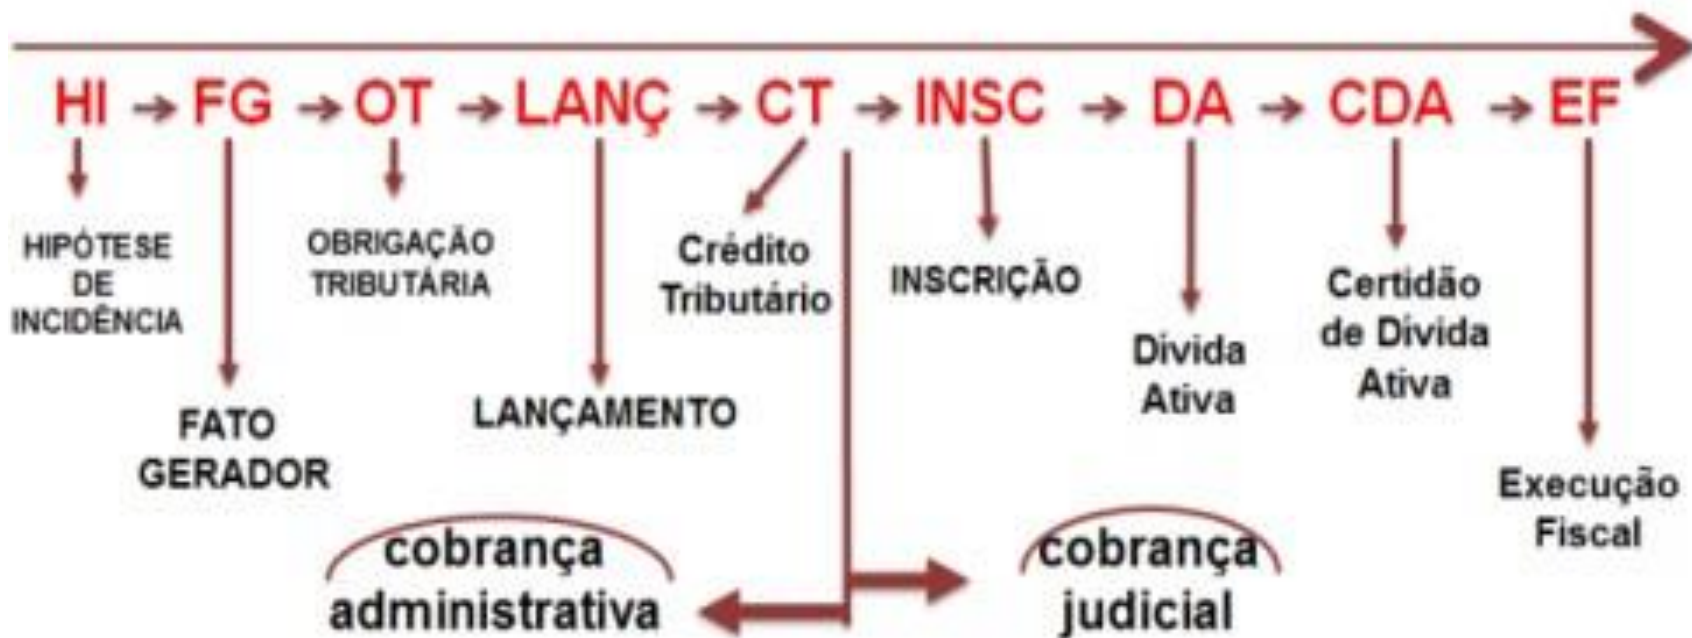 HI → FG → OT → LANÇ → CT → INSC → DA → CDA → EF
HIPÓTESE
DE
INCIDÊNCIA
FATO
GERADOR
OBRIGAÇÃO
TRIBUTÁRIA
LANÇAMENTO
Crédito
Tributário
INSCRIÇÃO
Dívida
Ativa
Certidão
de Dívida
Ativa
Execução
Fiscal
cobrança
administrativa
cobrança
judicial